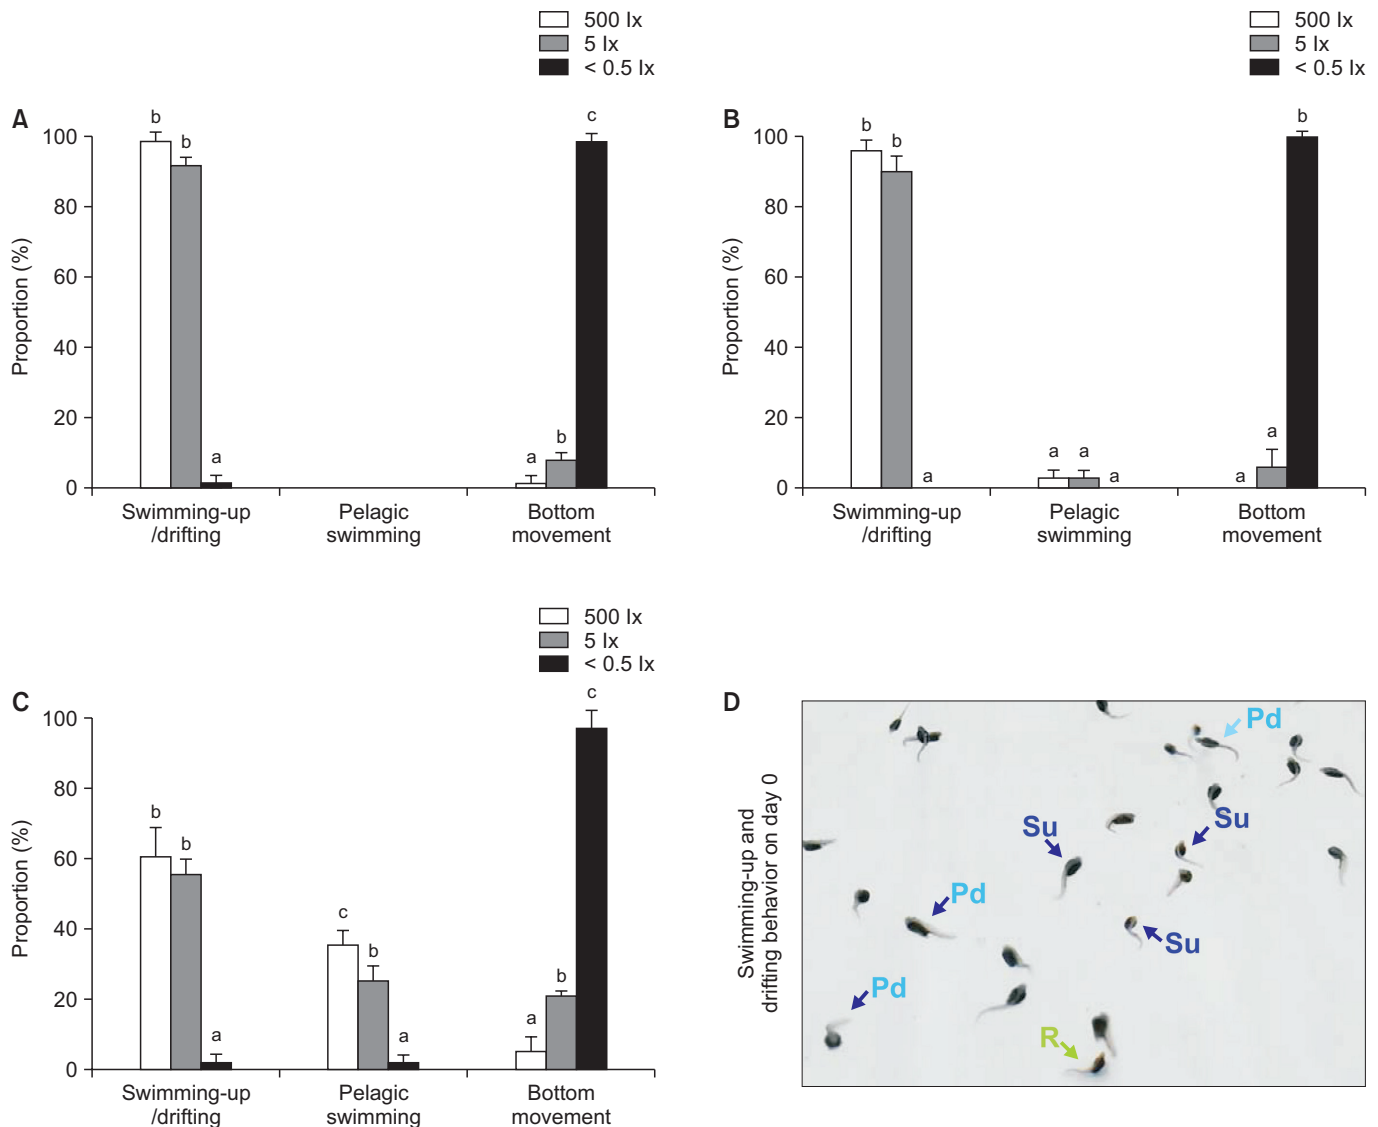 500 lx
5 lx
< 0.5 lx
A
Proportion (%)
100
80
60
40
20
0
b
b
a
a
b
c
Swimming-up
/drifting
Pelagic
swimming
Bottom
movement
500 lx
5 lx
< 0.5 lx
B
Proportion (%)
100
80
60
40
20
0
b
b
a
a
a
a
a
a
b
Swimming-up
/drifting
Pelagic
swimming
Bottom
movement
500 lx
5 lx
< 0.5 lx
C
Proportion (%)
100
80
60
40
20
0
b
b
a
c
b
a
a
b
c
Swimming-up
/drifting
Pelagic
swimming
Bottom
movement
D
Swimming-up and
drifting behavior on day 0
Pd
Su
Su
Pd
Su
Pd
R